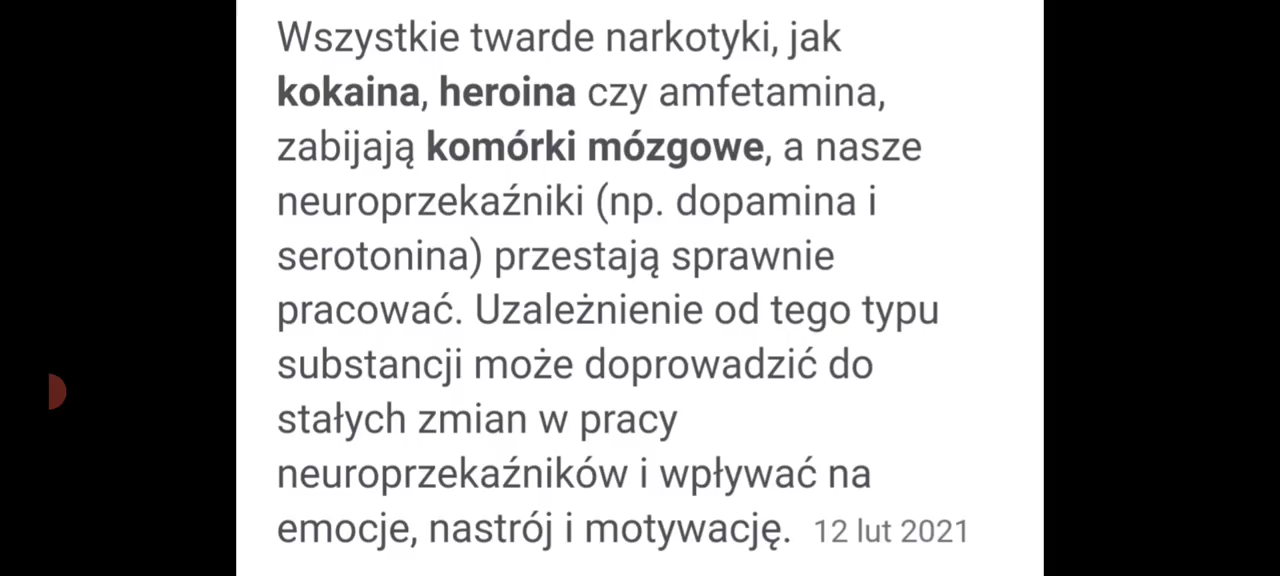 Wszystkie twarde narkotyki, jak
kokaina, heroina czy amfetamina,
zabijają komórki mózgowe, a nasze
neuroprzekaźniki (np. dopamina i
serotonina) przestają sprawnie
pracować. Uzależnienie od tego typu
substancji może doprowadzić do
stałych zmian w pracy
neuroprzekaźników i wpływać na
emocje, nastrój i motywację. 12 lut 2021